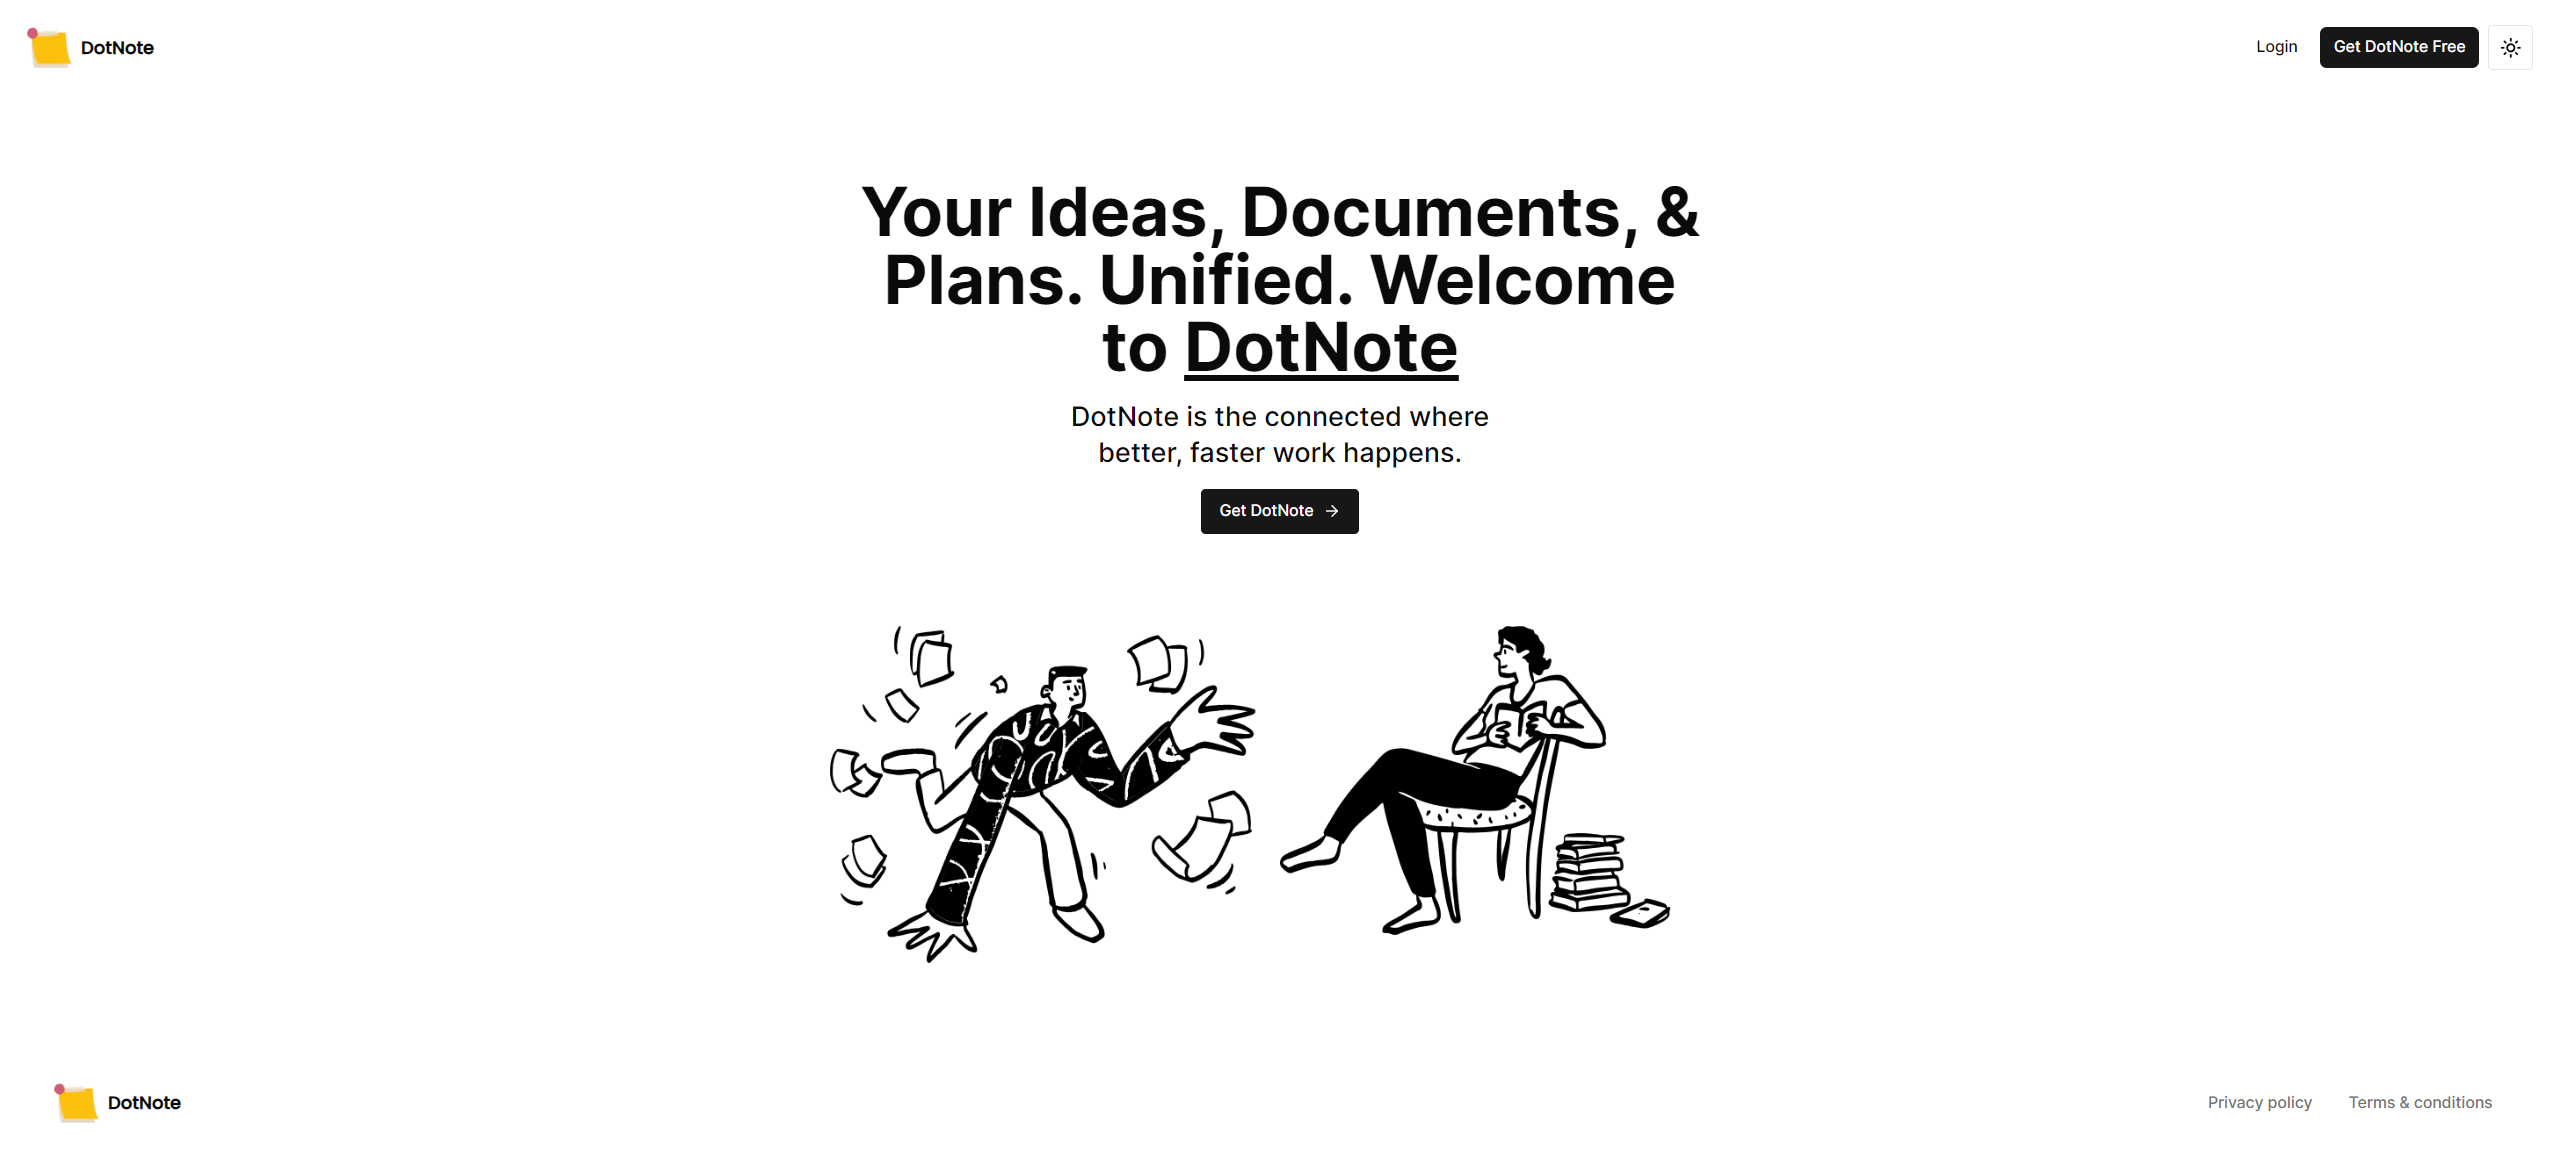 DotNote
Login
Get DotNote Free
Your Ideas, Documents, &
Plans. Unified. Welcome
to DotNote
DotNote is the connected where
better, faster work happens.
Get DotNote
DotNote
Privacy policy
Terms & conditions